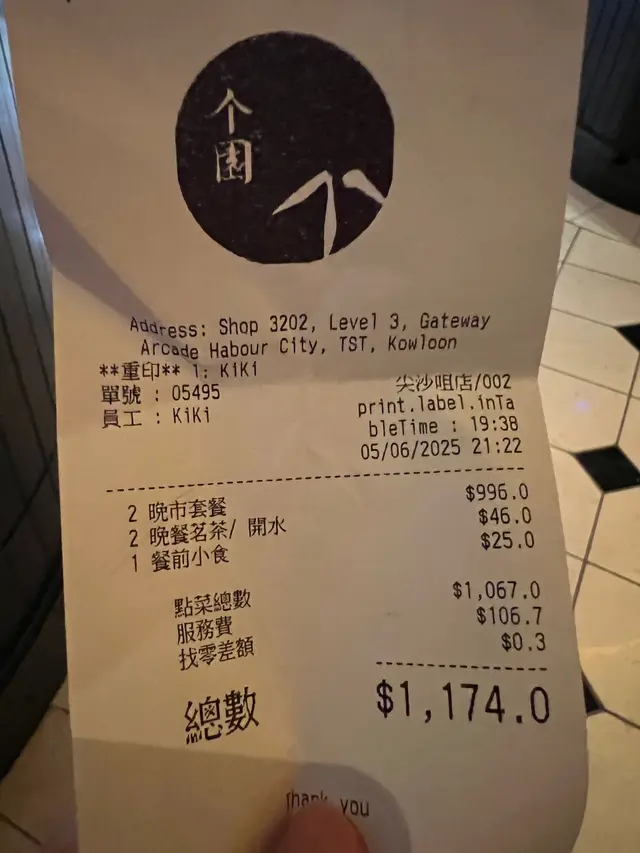 个園
Address: Shop 3202, Level 3, Gateway
Arcade Habour City, TST, Kowloon
**重印** 1: KiKi
單號 : 05495 尖沙咀店/002
員工 : KiKi print.label.inTa
bleTime : 19:38
05/06/2025 21:22
2 晚市套餐 $996.0
2 晚餐茗茶/ 開水 $46.0
1 餐前小食 $25.0
點菜總數 $1,067.0
服務費 $106.7
找零差額 $0.3
總數 $1,174.0
Thank you